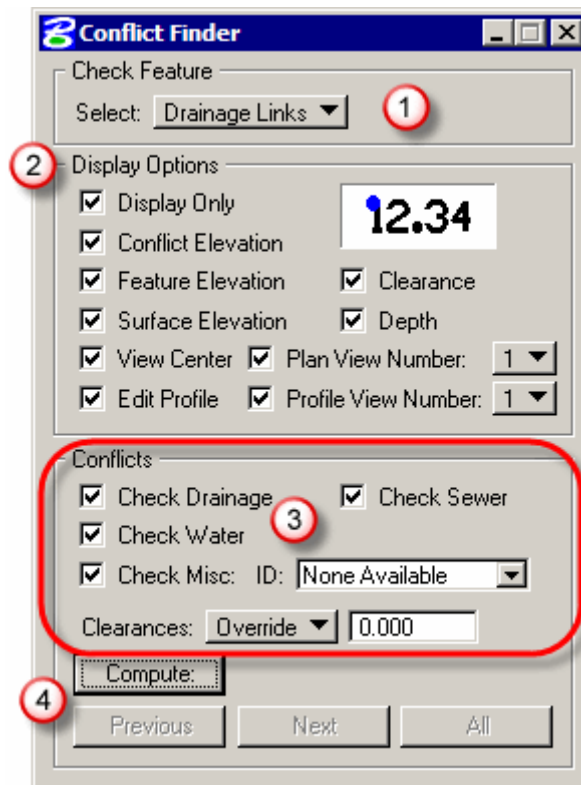 Conflict Finder
Check Feature
Select: Drainage Links
1
2
Display Options
Display Only
12.34
Conflict Elevation
Feature Elevation Clearance
Surface Elevation Depth
View Center Plan View Number: 1
Edit Profile Profile View Number: 1
Conflicts
Check Drainage Check Sewer
3
Check Water
Check Misc: ID: None Available
Clearances: Override 0.000
Compute:
4
Previous Next All